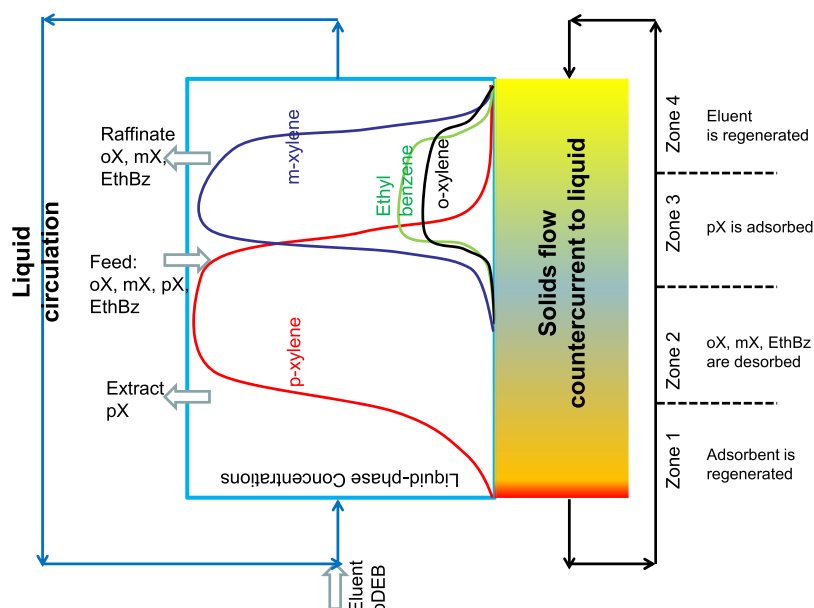 Raffinate
oX, mX,
EthBz
Liquid
circulation
Feed:
oX, mX, pX,
EthBz
Extract
pX
m-xylene
Ethyl
benzene
o-xylene
p-xylene
Liquid-phase Concentrations
Solids flow
countercurrent to liquid
Zone 4
Eluent
is regenerated
Zone 3
pX is adsorbed
Zone 2
oX, mX, EthBz
are desorbed
Zone 1
Adsorbent is
regenerated
Eluent
pDEB